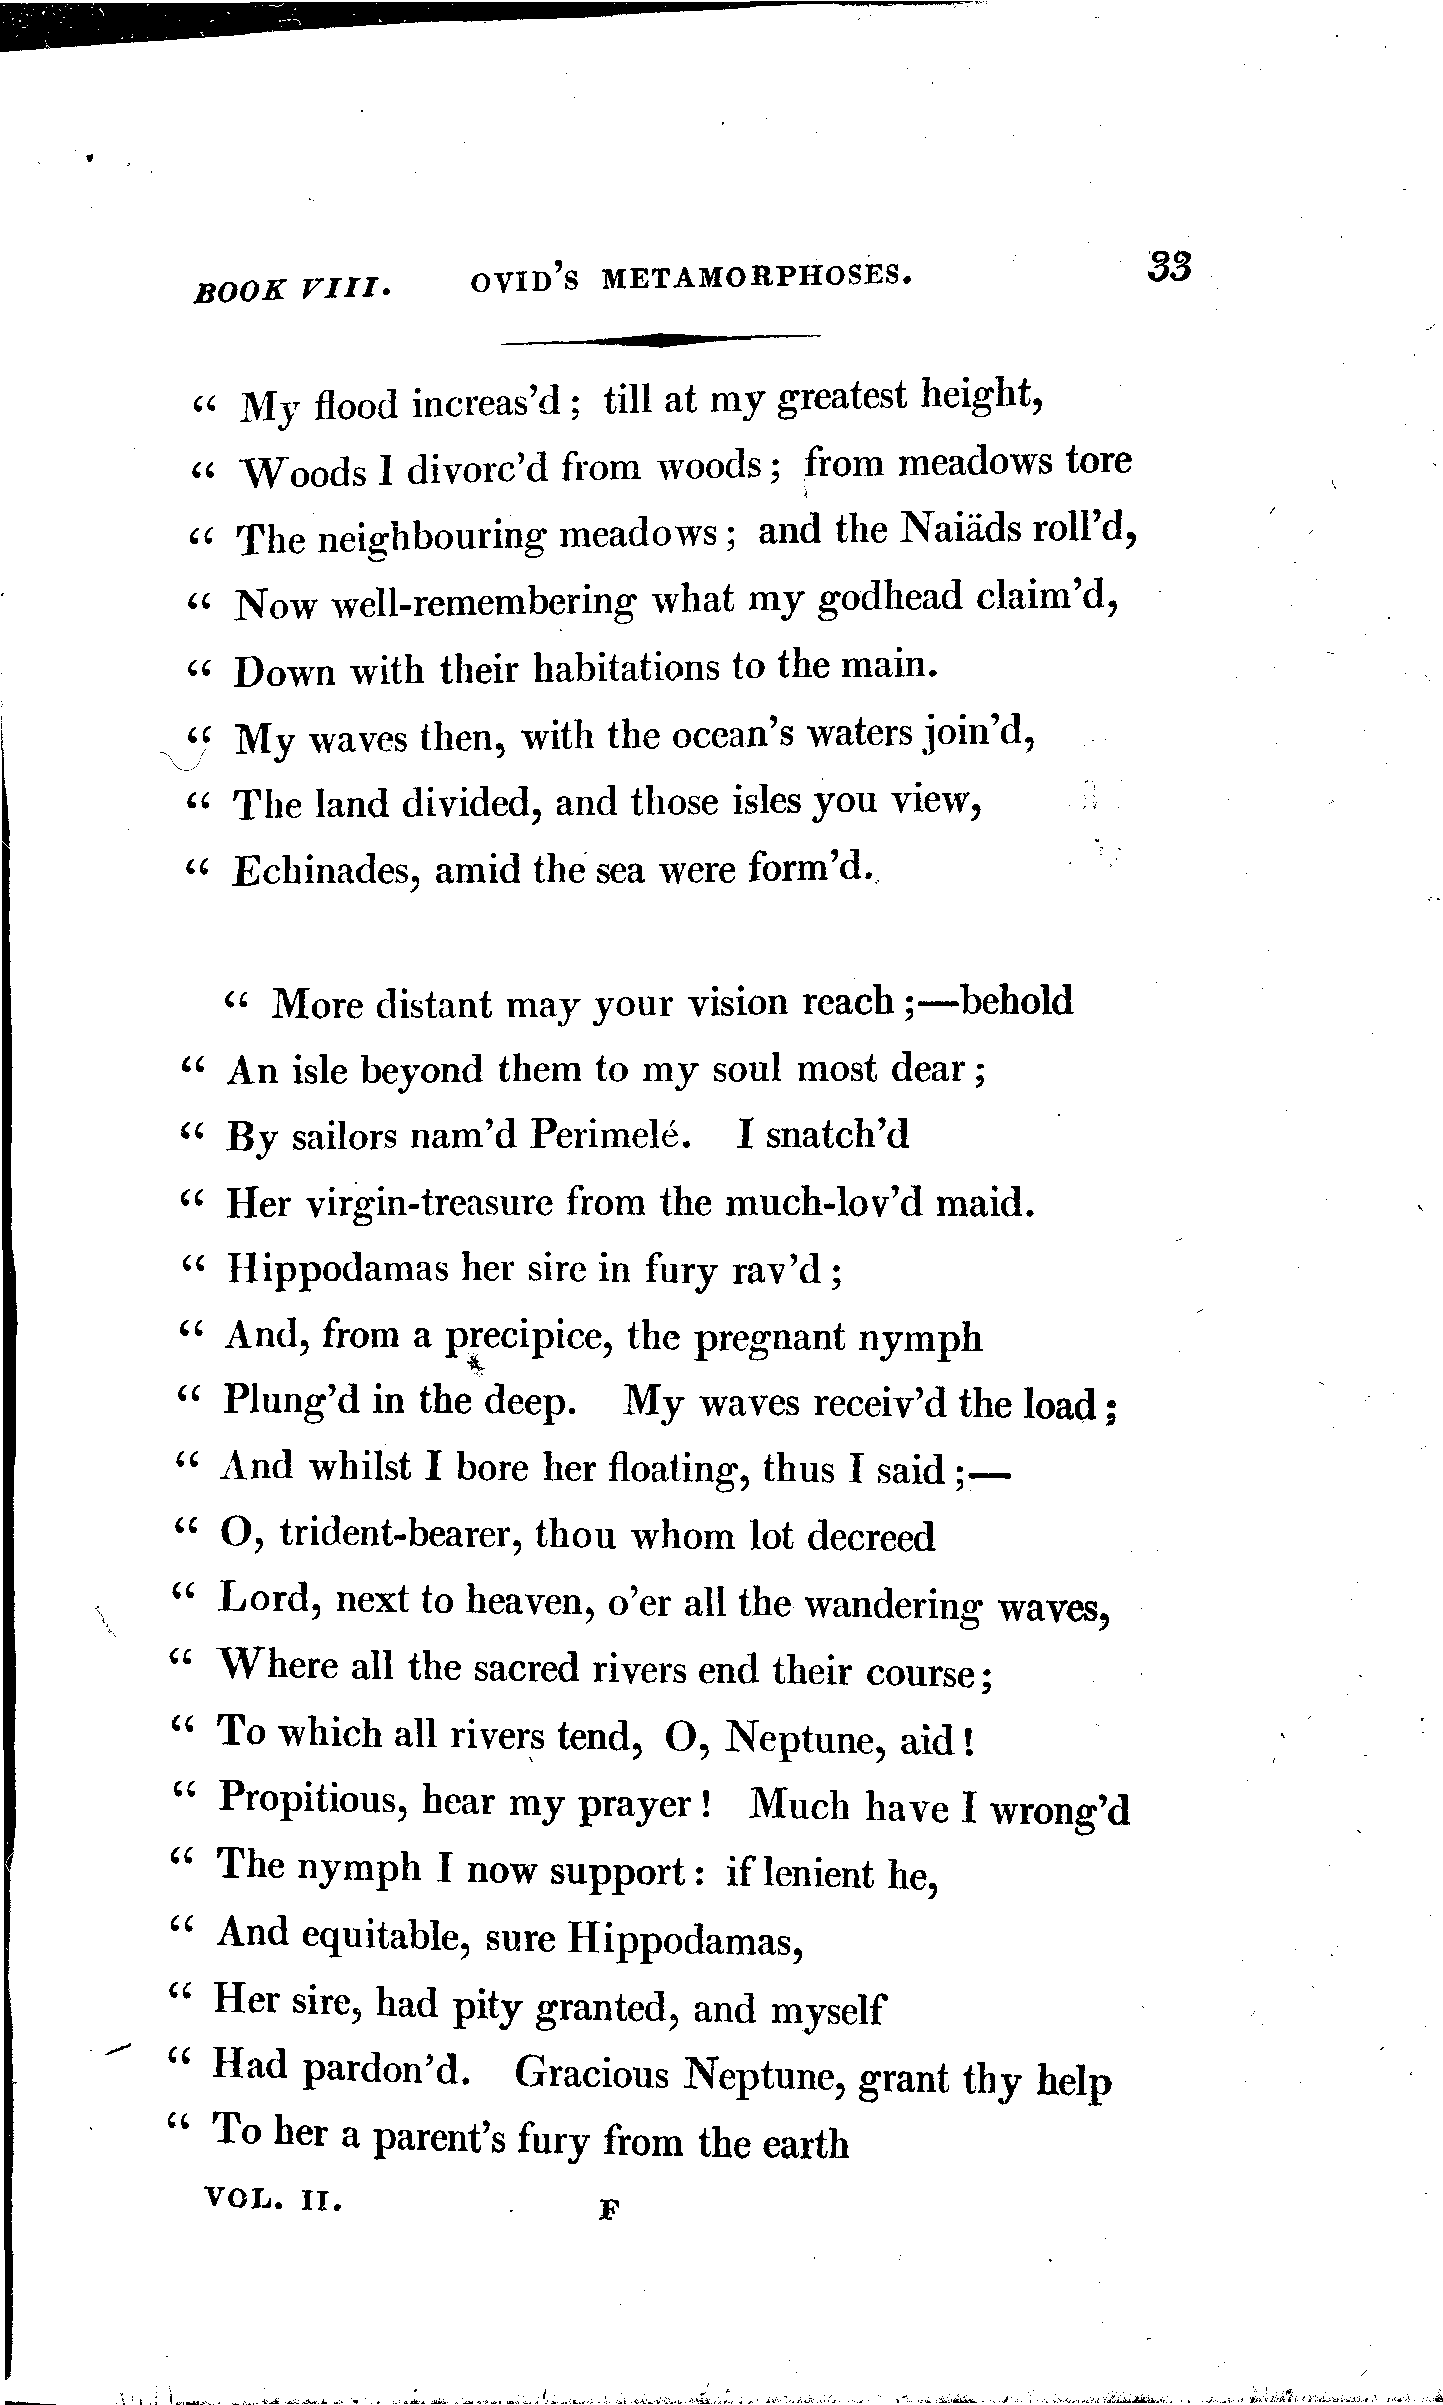 BOOK VIII. OVID'S METAMORPHOSES. 33
“ My flood increas'd; till at my greatest height,
“ Woods I divorc'd from woods; from meadows tore
“ The neighbouring meadows; and the Naiäds roll'd,
“ Now well-remembering what my godhead claim'd,
“ Down with their habitations to the main.
“ My waves then, with the ocean's waters join'd,
“ The land divided, and those isles you view,
“ Echinades, amid the sea were form'd.
“ More distant may your vision reach;—behold
“ An isle beyond them to my soul most dear;
“ By sailors nam'd Perimelé. I snatch'd
“ Her virgin-treasure from the much-lov'd maid.
“ Hippodamas her sire in fury rav'd;
“ And, from a precipice, the pregnant nymph
“ Plung'd in the deep. My waves receiv'd the load;
“ And whilst I bore her floating, thus I said;—
“ O, trident-bearer, thou whom lot decreed
“ Lord, next to heaven, o'er all the wandering waves,
“ Where all the sacred rivers end their course;
“ To which all rivers tend, O, Neptune, aid!
“ Propitious, hear my prayer! Much have I wrong'd
“ The nymph I now support: if lenient he,
“ And equitable, sure Hippodamas,
“ Her sire, had pity granted, and myself
“ Had pardon'd. Gracious Neptune, grant thy help
“ To her a parent's fury from the earth
VOL. II. F